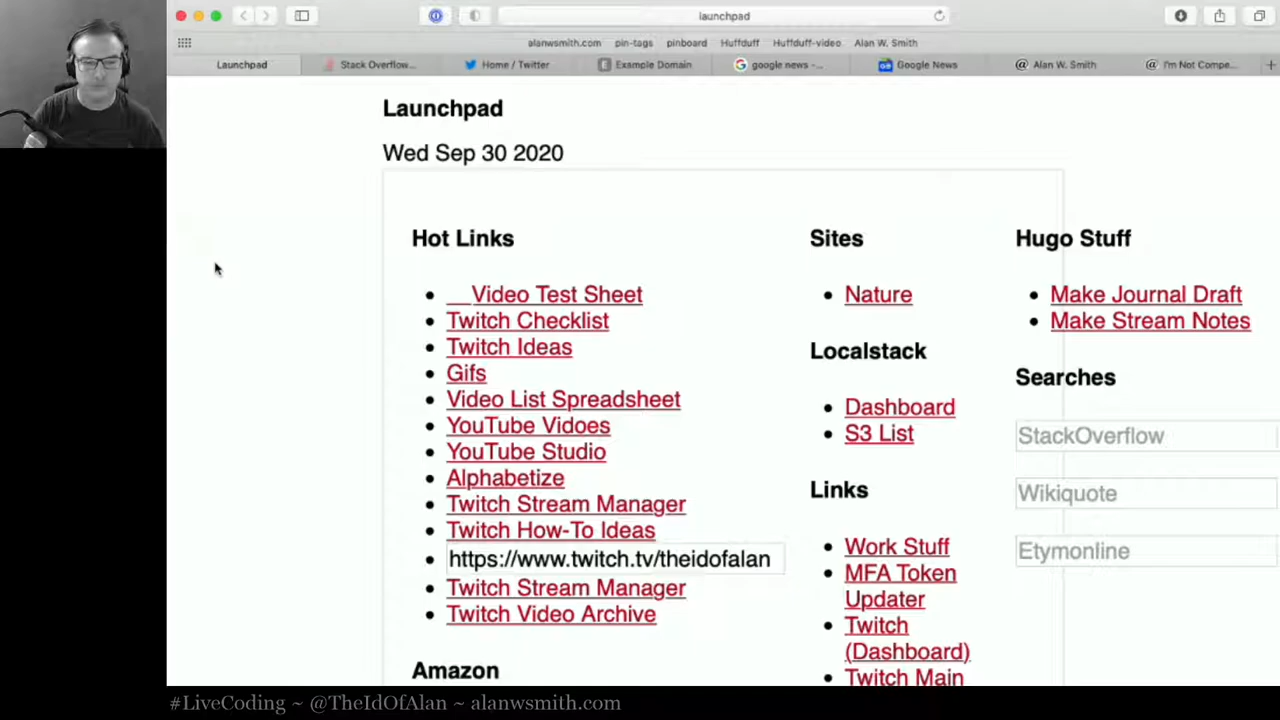 launchpad
alanwsmith.com pin-tags pinboard Huffduff Huffduff-video Alan W. Smith
Launchpad Stack Overflow... Home / Twitter Example Domain google news -... Google News Alan W. Smith I'm Not Compe...
Launchpad
Wed Sep 30 2020
Hot Links
__Video Test Sheet
Twitch Checklist
Twitch Ideas
Gifs
Video List Spreadsheet
YouTube Vidoes
YouTube Studio
Alphabetize
Twitch Stream Manager
Twitch How-To Ideas
https://www.twitch.tv/theidofalan
Twitch Stream Manager
Twitch Video Archive
Amazon
Sites
Nature
Localstack
Dashboard
S3 List
Links
Work Stuff
MFA Token
Updater
Twitch
(Dashboard)
Twitch Main
Hugo Stuff
Make Journal Draft
Make Stream Notes
Searches
StackOverflow
Wikiquote
Etymonline
#LiveCoding ~ @TheIdOfAlan ~ alanwsmith.com